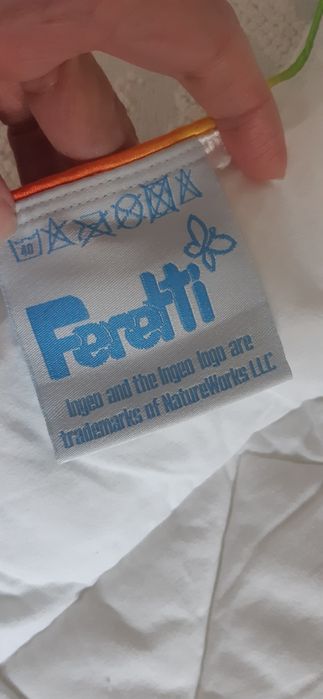 40
Feretti
Ingeo and the Ingeo logo are
trademarks of NatureWorks LLC